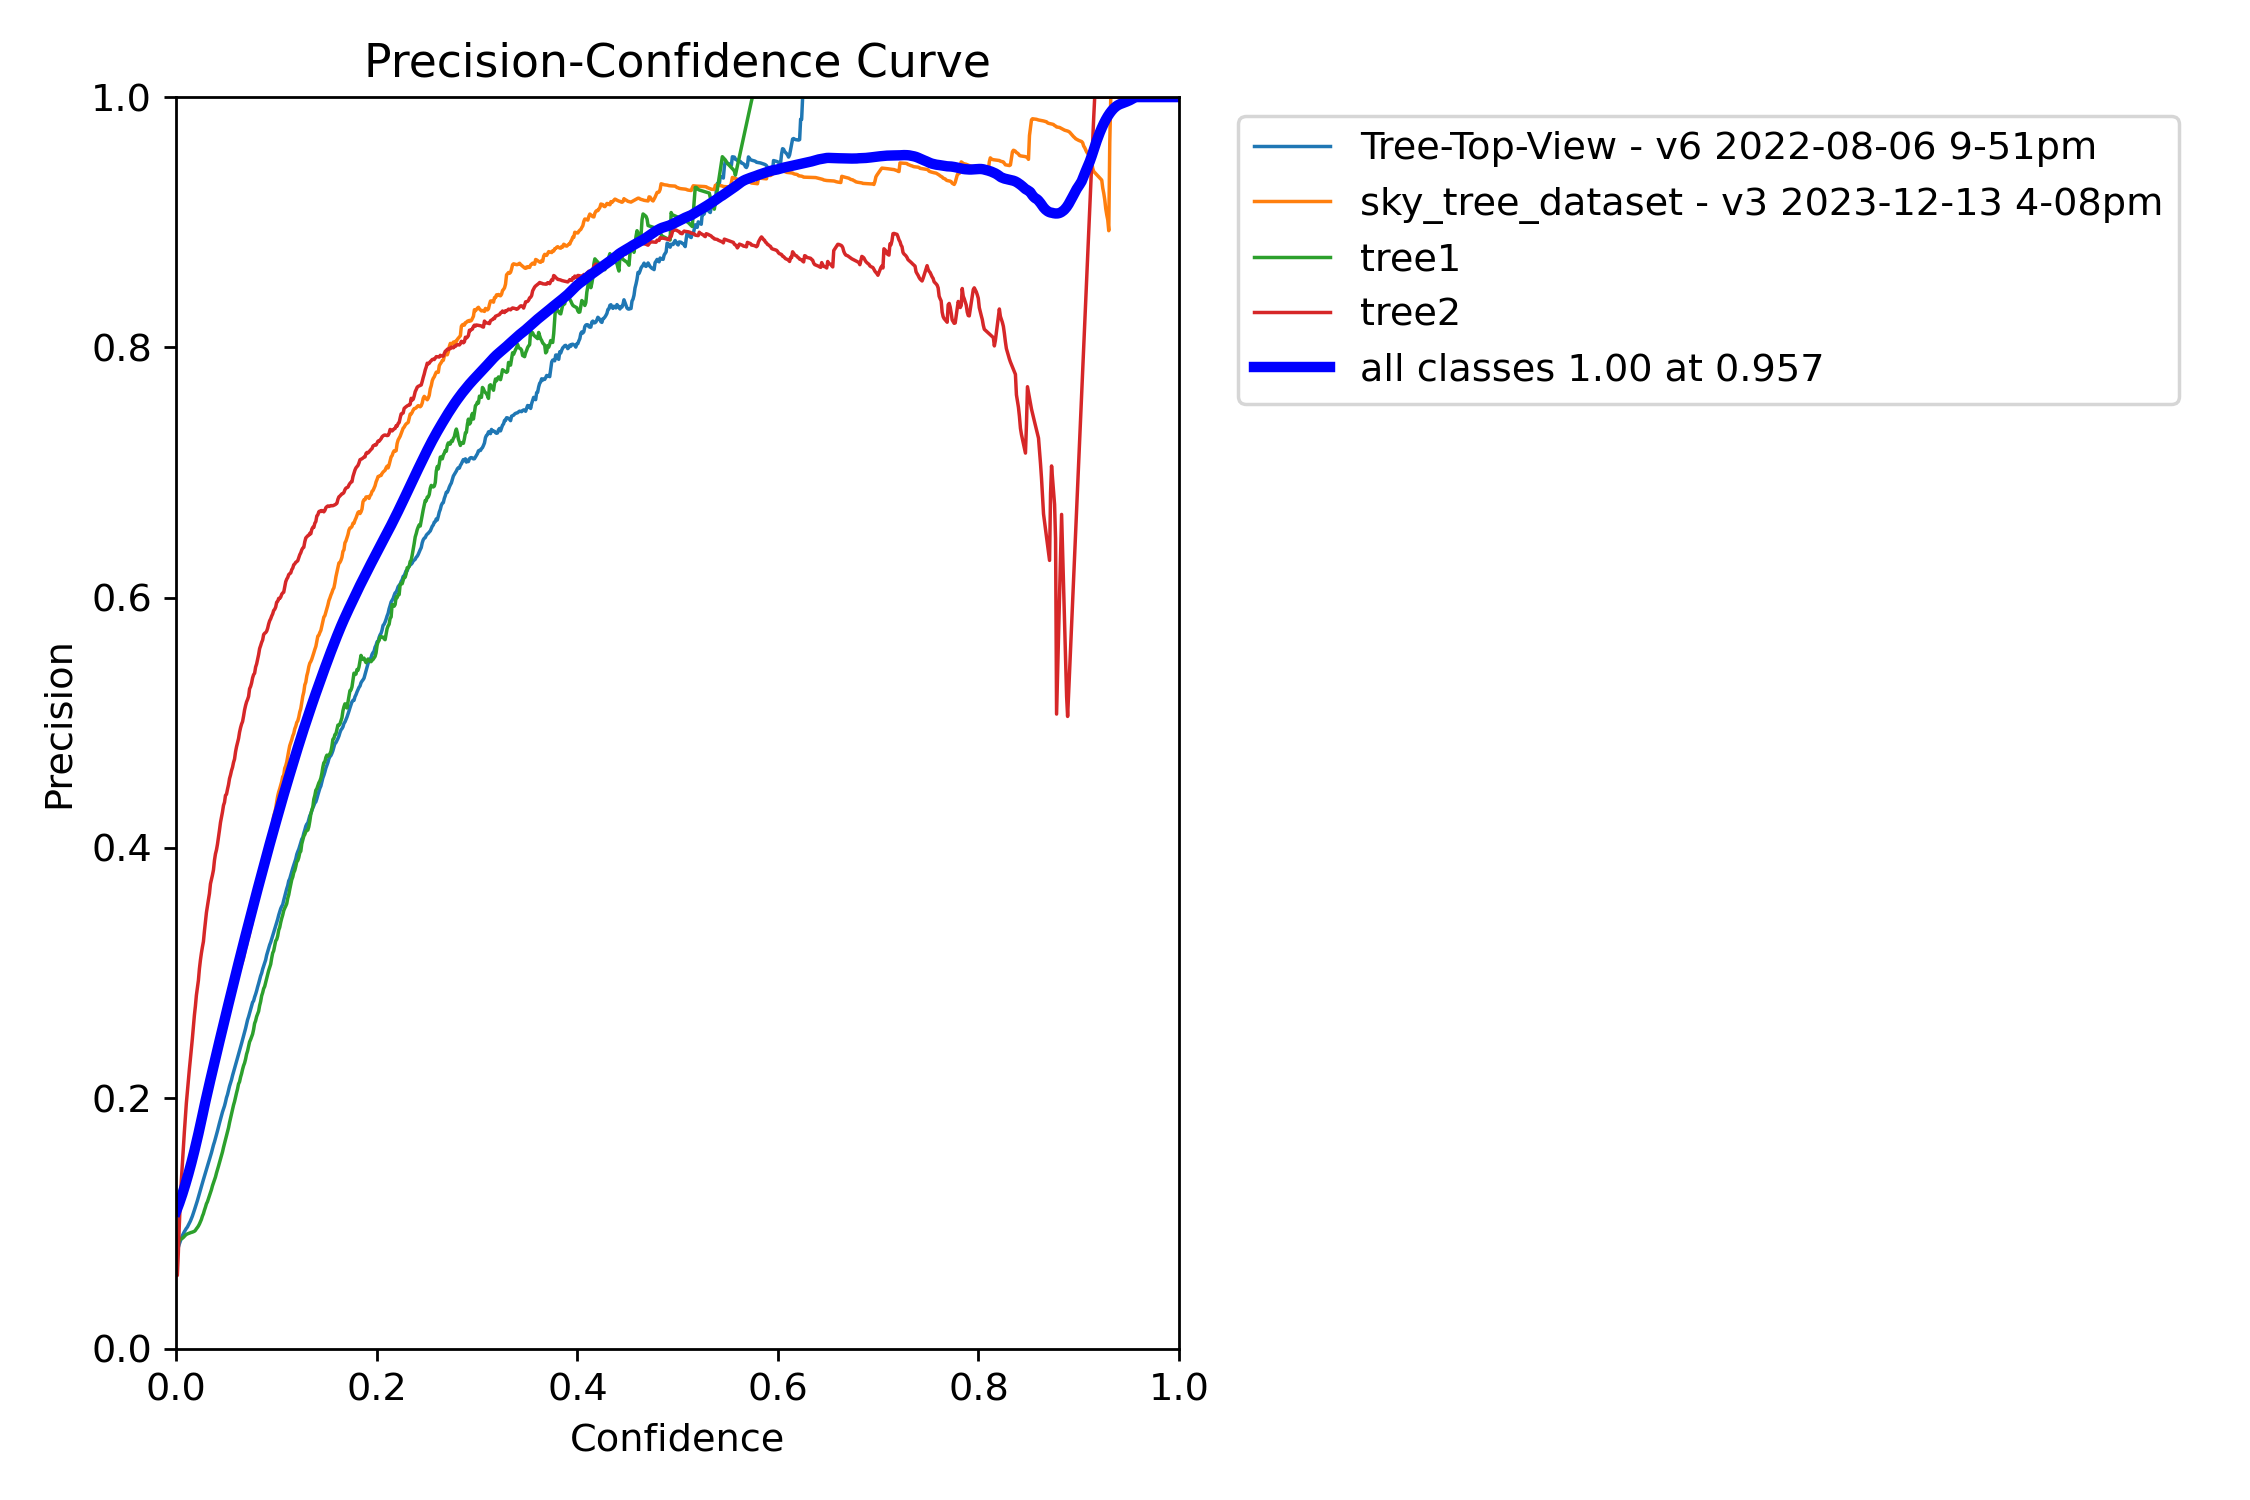 Precision-Confidence Curve
1.0
0.8
0.6
0.4
0.2
0.0
Precision
0.0 0.2 0.4 0.6 0.8 1.0
Confidence
Tree-Top-View - v6 2022-08-06 9-51pm
sky_tree_dataset - v3 2023-12-13 4-08pm
tree1
tree2
all classes 1.00 at 0.957